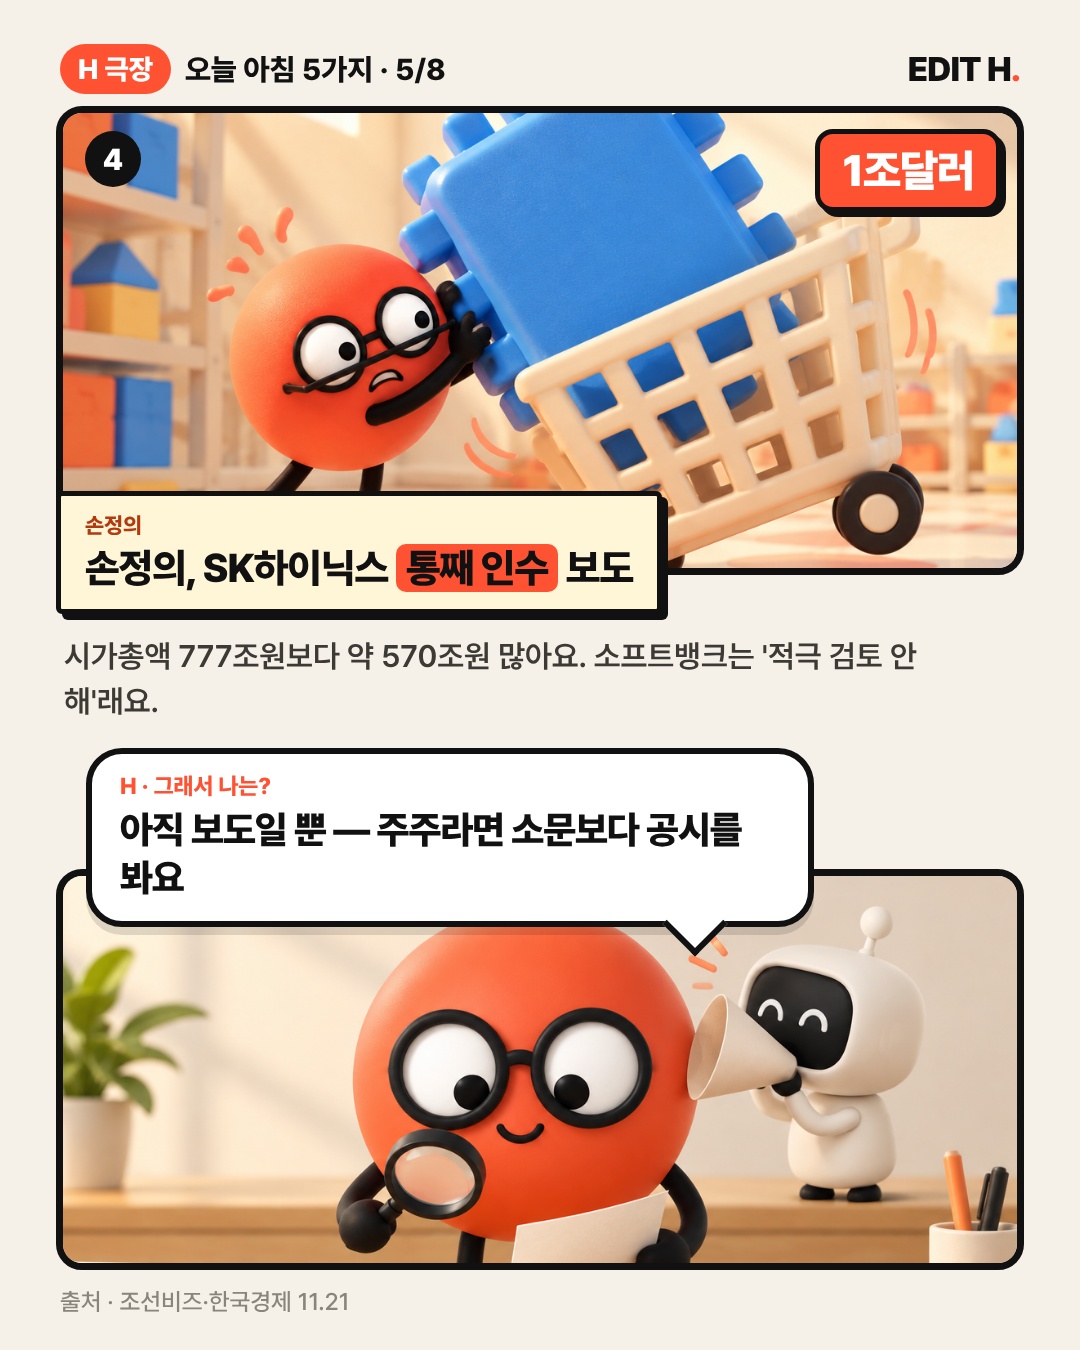 H 극장 오늘 아침 5가지 · 5/8
EDIT H.
4
1조달러
손정의
손정의, SK하이닉스 통째 인수 보도
시가총액 777조원보다 약 570조원 많아요. 소프트뱅크는 '적극 검토 안
해'래요.
H · 그래서 나는?
아직 보도일 뿐 — 주주라면 소문보다 공시를
봐요
출처 · 조선비즈·한국경제 11.21